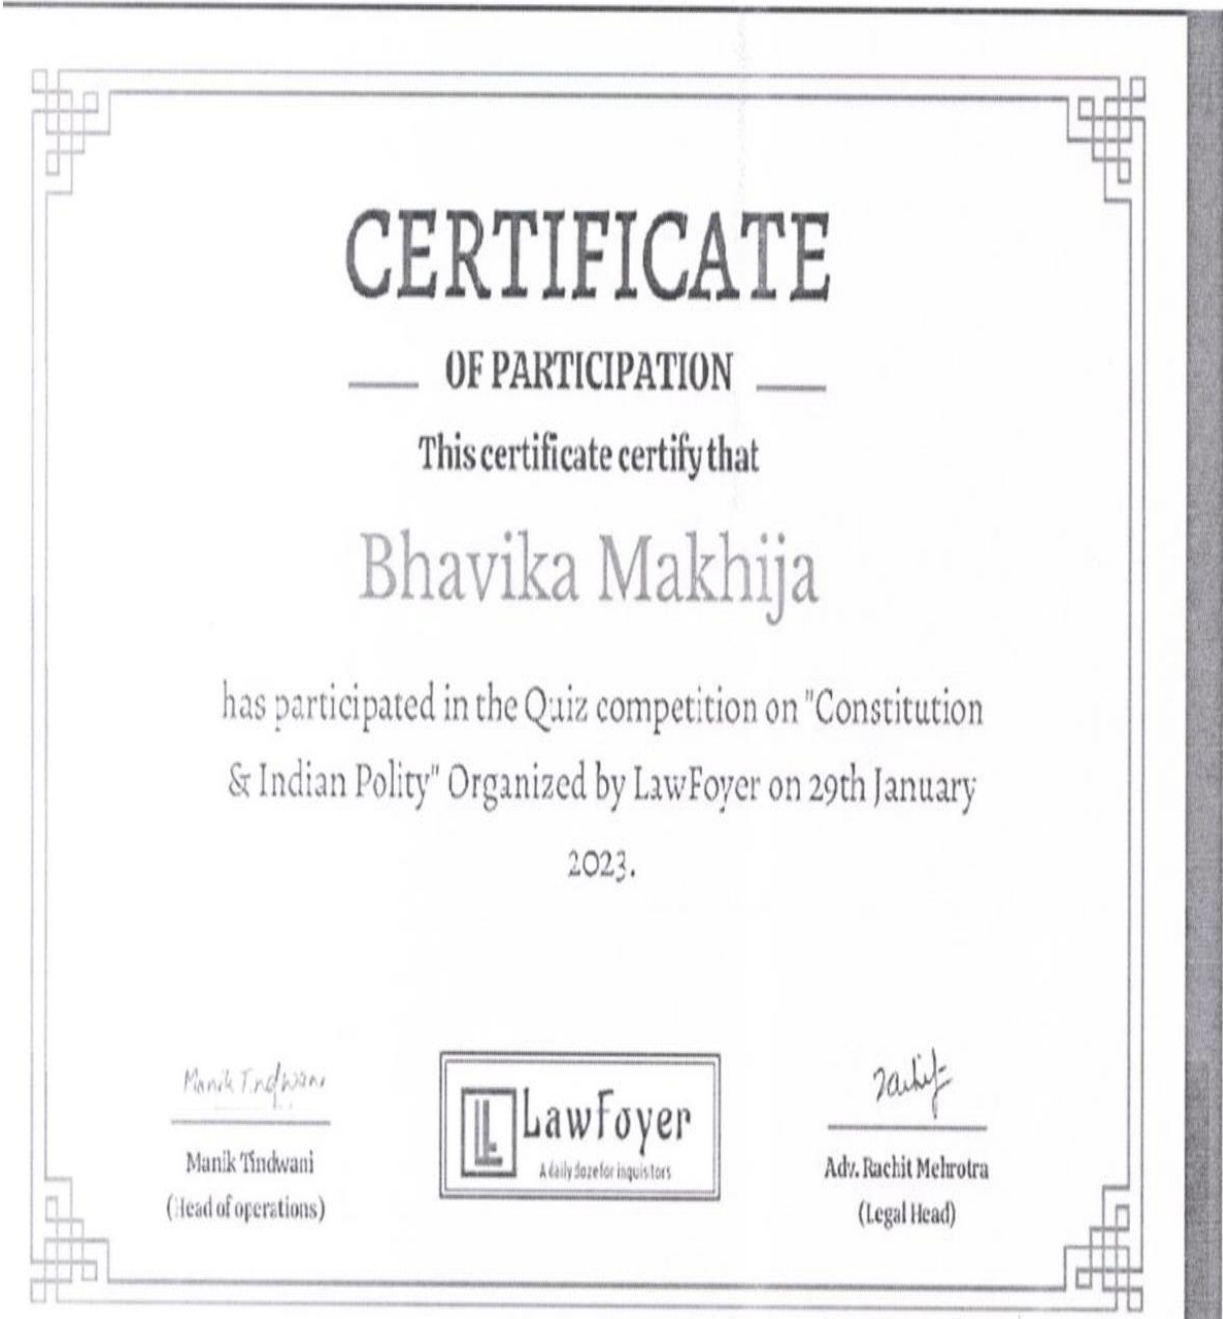 CERTIFICATE
OF PARTICIPATION
This certificate certify that
Bhavika Makhija
has participated in the Quiz competition on "Constitution
& Indian Polity" Organized by LawFoyer on 29th January
2023.
Manik Tindwani
Manik Tindwani
(Head of operations)
LawFoyer
A daily doze for inquistors
Rachit
Adv. Rachit Mehrotra
(Legal Head)